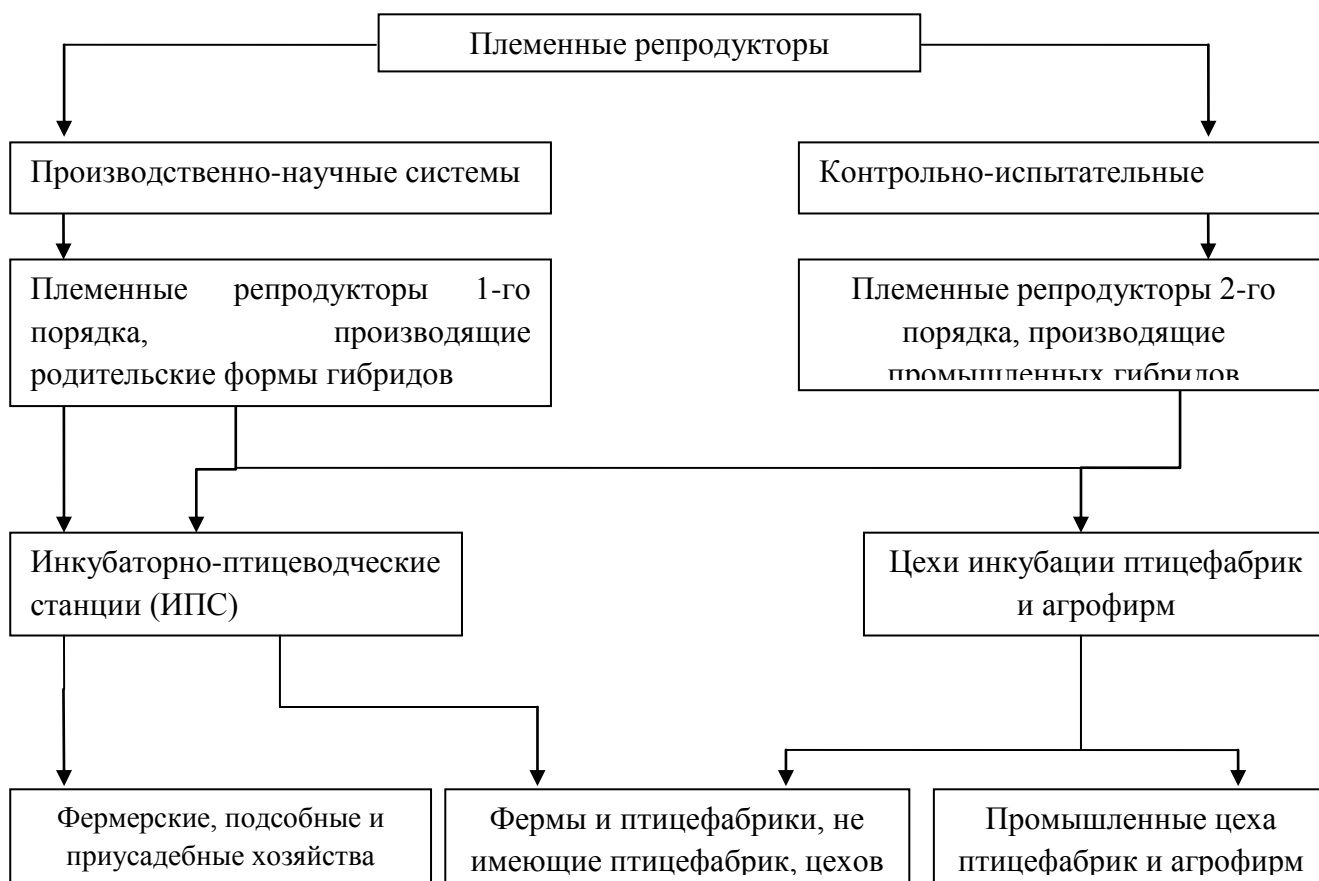 Племенные репродукторы
Производственно-научные системы
Контрольно-испытательные
Племенные репродукторы 1-го
порядка, производящие
родительские формы гибридов
Племенные репродукторы 2-го
порядка, производящие
промышленных гибридов
Инкубаторно-птицеводческие
станции (ИПС)
Цехи инкубации птицефабрик
и агрофирм
Фермерские, подсобные и
приусадебные хозяйства
Фермы и птицефабрики, не
имеющие птицефабрик, цехов
Промышленные цеха
птицефабрик и агрофирм